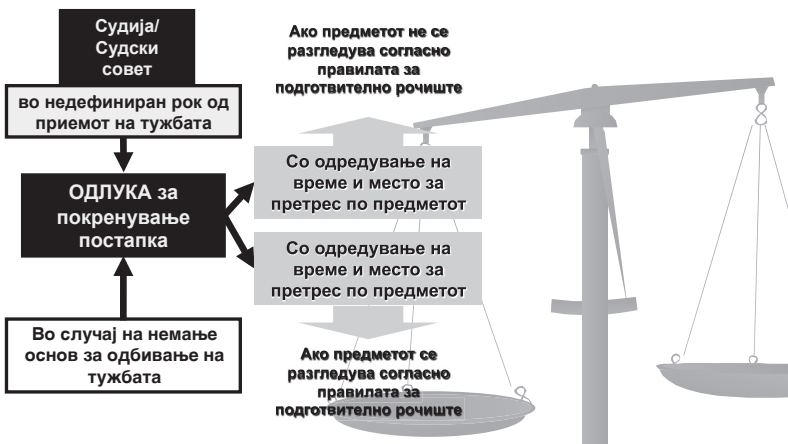 Судија/
Судски
совет
во недефиниран рок од
приемот на тужбата
ОДЛУКА за
покренување
постапка
Во случај на немање
основ за одбивање на
тужбата
Ако предметот не се
разгледува согласно
правилата за
подготвително рочиште
Со одредување на
време и место за
претрес по предметот
Со одредување на
време и место за
претрес по предметот
Ако предметот се
разгледува согласно
правилата за
подготвително рочиште